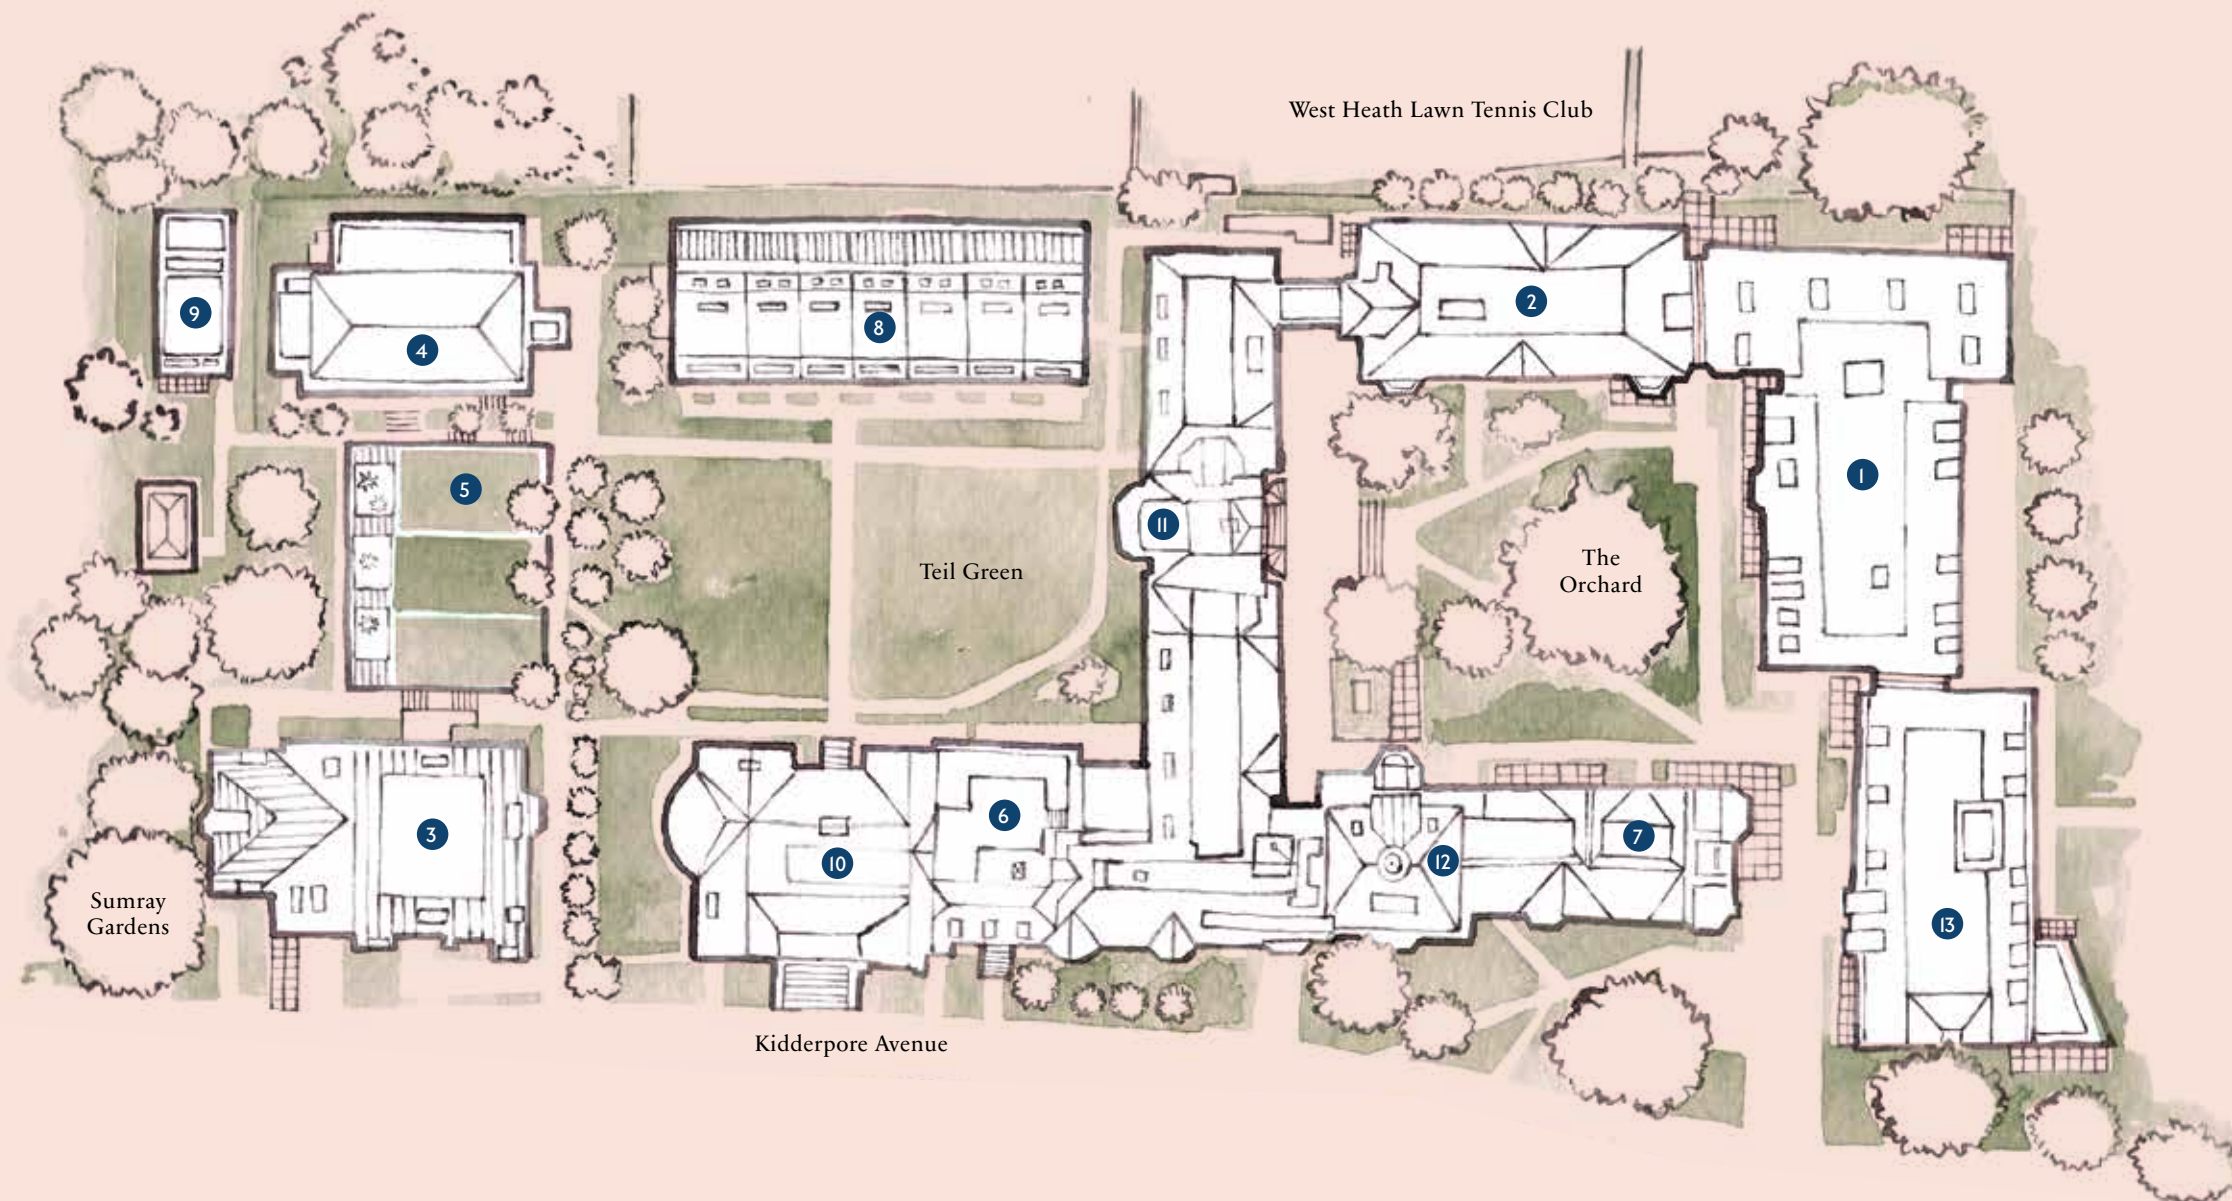 West Heath Lawn Tennis Club
9
4
8
2
5
11
1
Teil Green
The
Orchard
3
10
6
12
7
13
Sumray
Gardens
Kidderpore Avenue